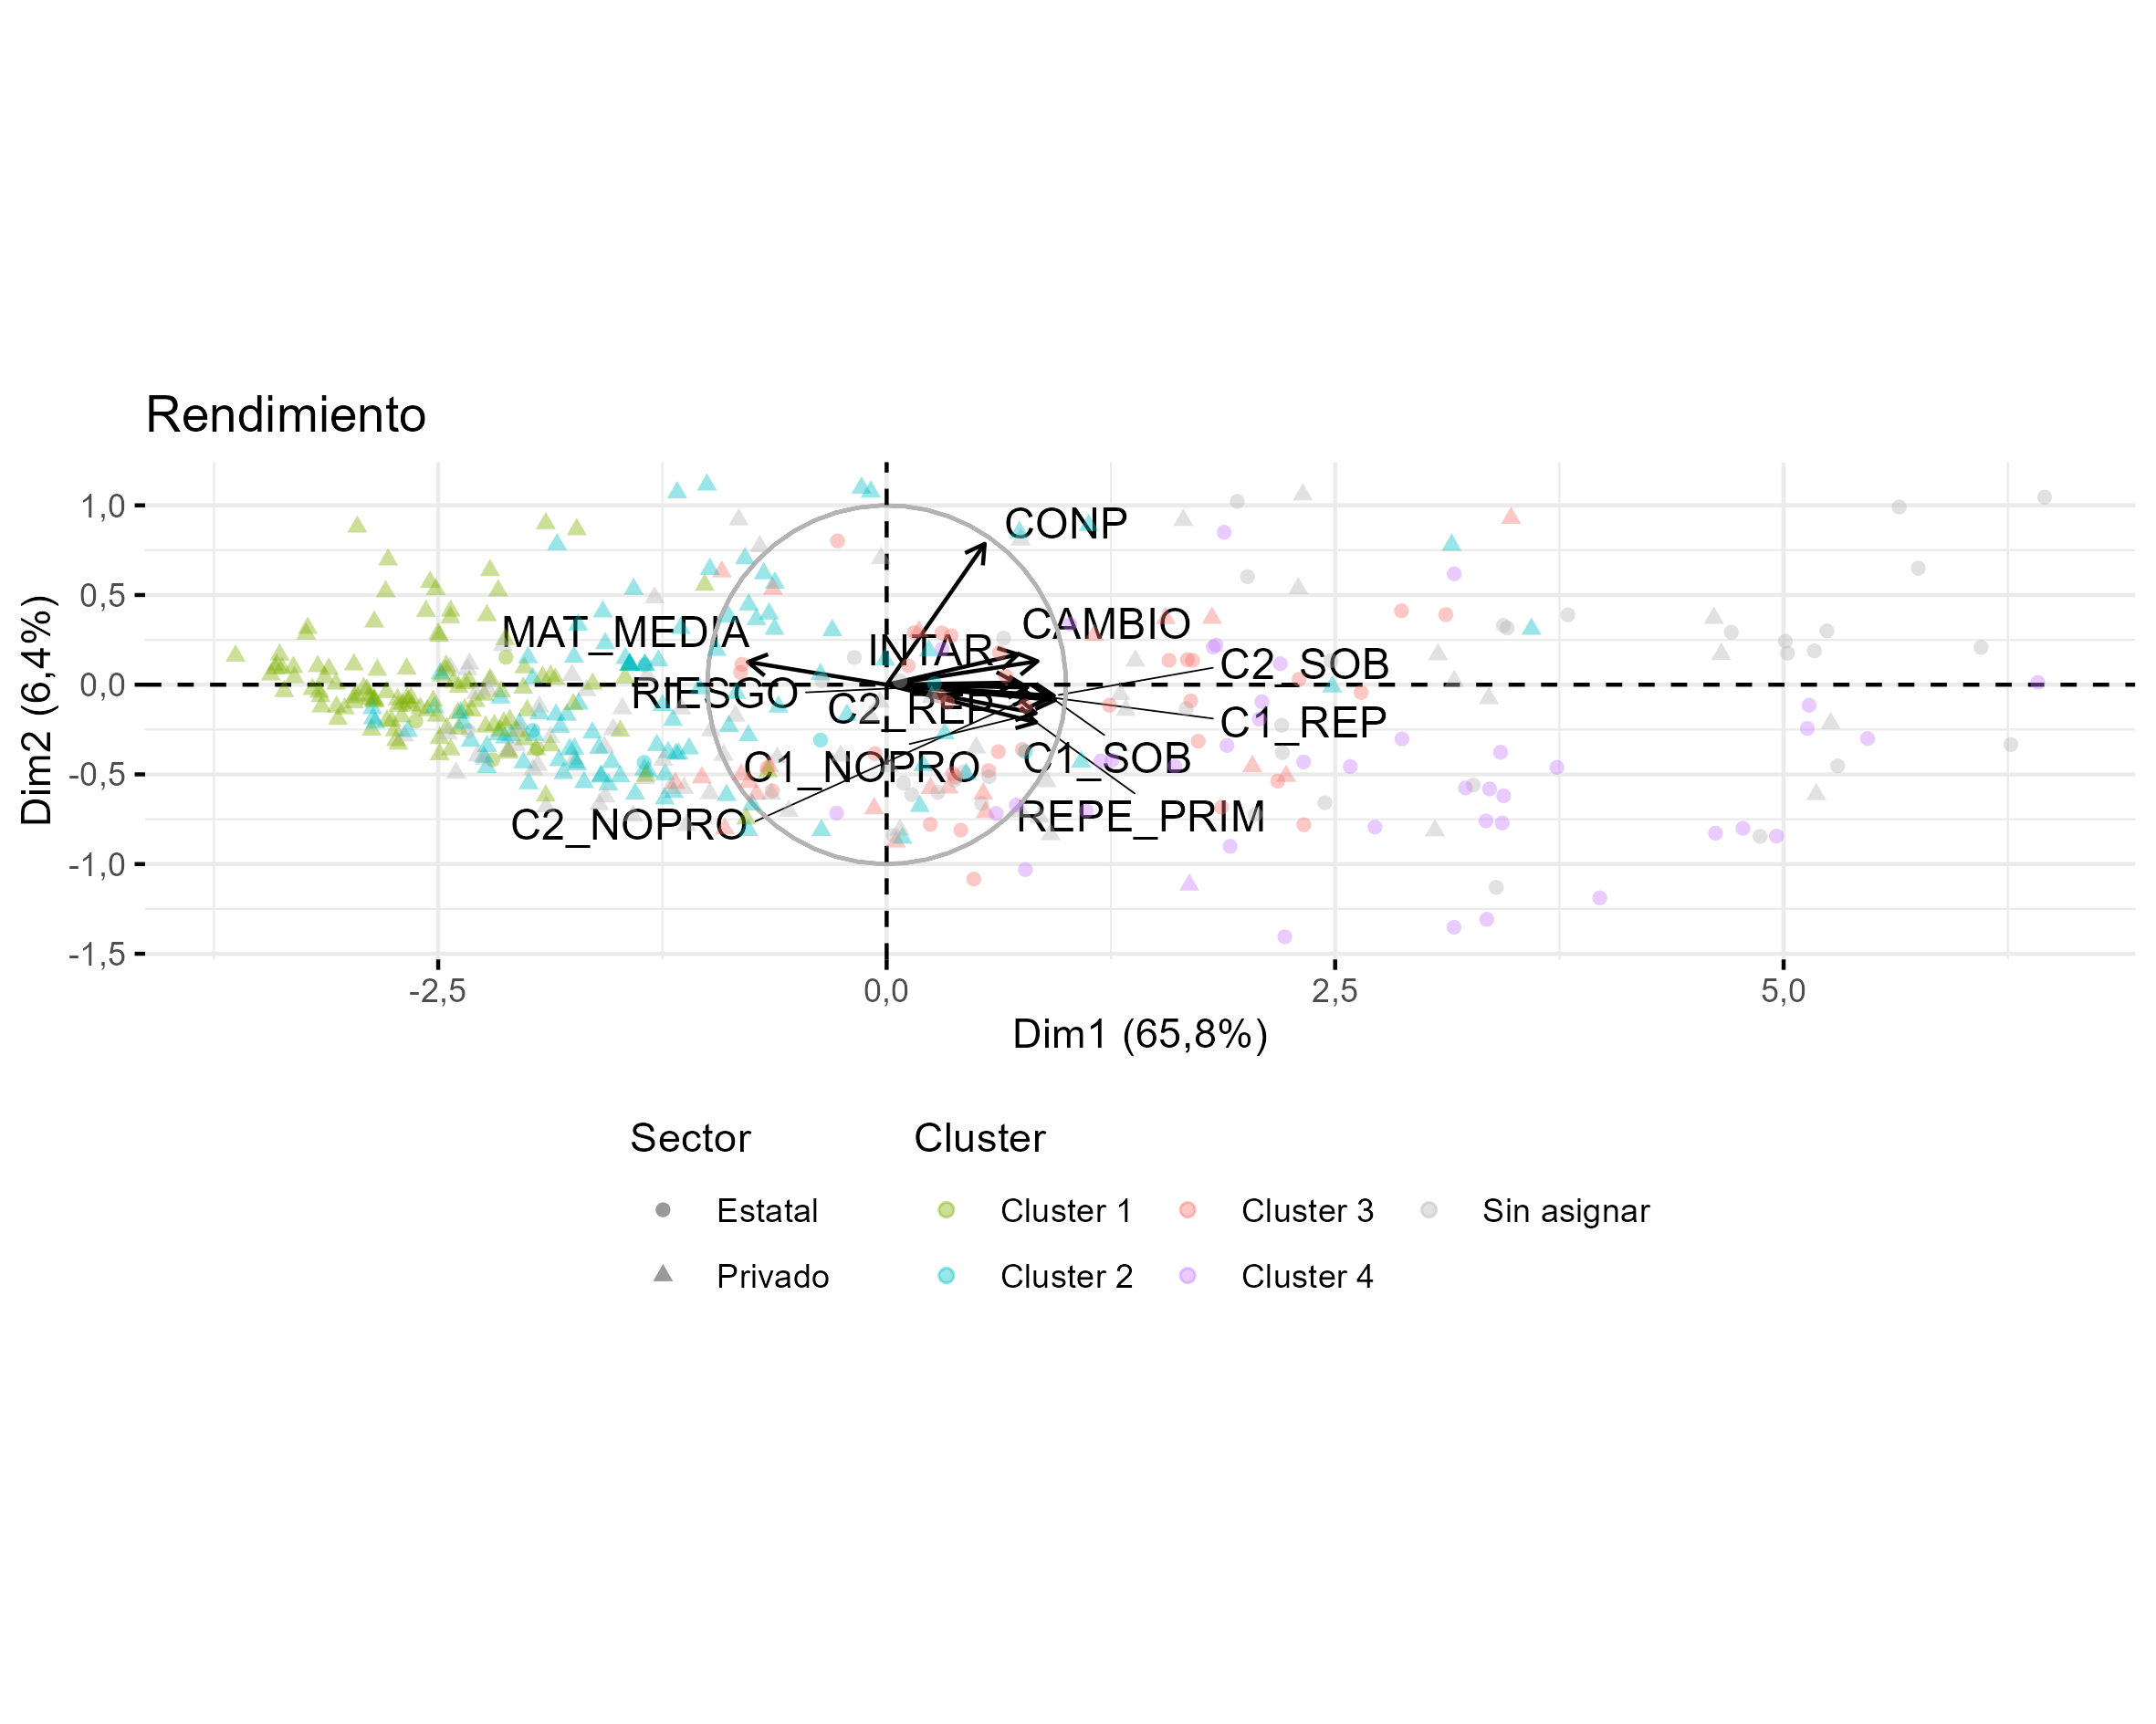 Rendimiento
Dim2 (6,4%)
1,0
0,5
0,0
-0,5
-1,0
-1,5
CONP
CAMBIO
MAT_MEDIA
INTAR
C2_SOB
RIESGO
C2_REP
C1_REP
C1_NOPRO
C1_SOB
C2_NOPRO
REPE_PRIM
-2,5
0,0
2,5
5,0
Dim1 (65,8%)
Sector
Cluster
Estatal
Cluster 1
Cluster 3
Sin asignar
Privado
Cluster 2
Cluster 4